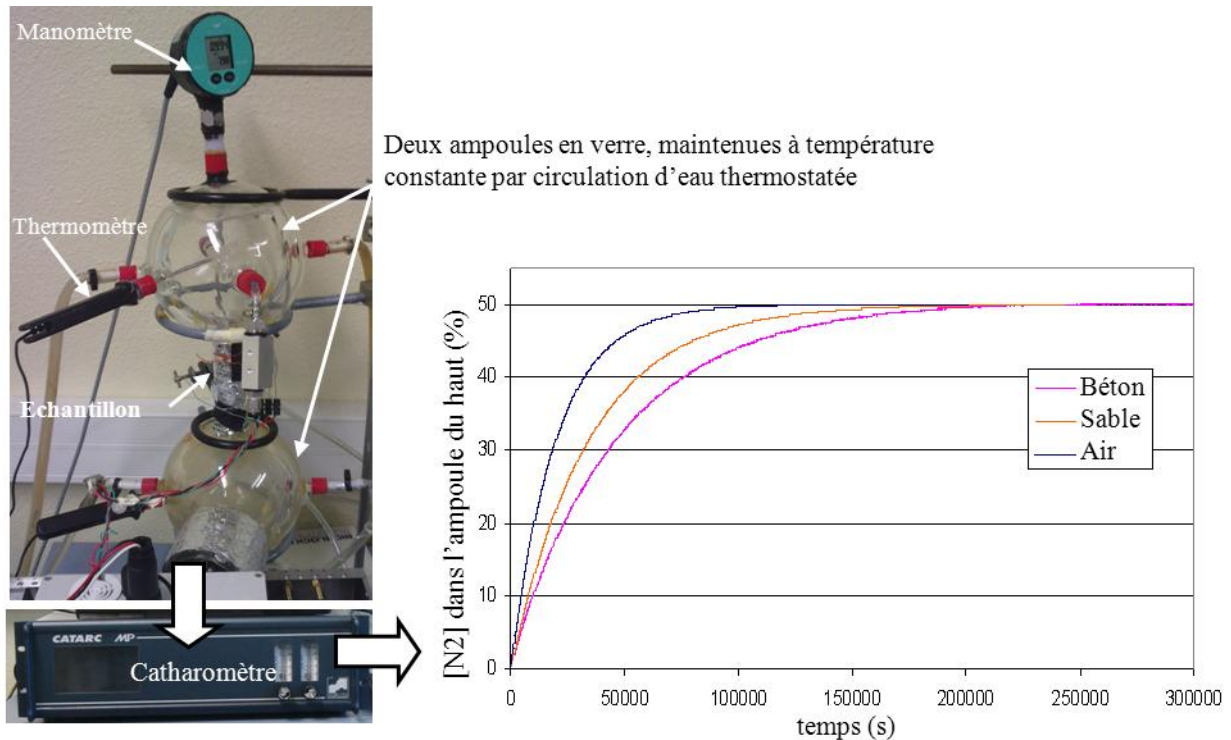 Manomètre
Deux ampoules en verre, maintenues à température
constante par circulation d’eau thermostatée
Thermomètre
Echantillon
CATARC MP
Catharomètre
[N2] dans l’ampoule du haut (%)
50
40
30
20
10
0
Béton
Sable
Air
0 50000 100000 150000 200000 250000 300000
temps (s)